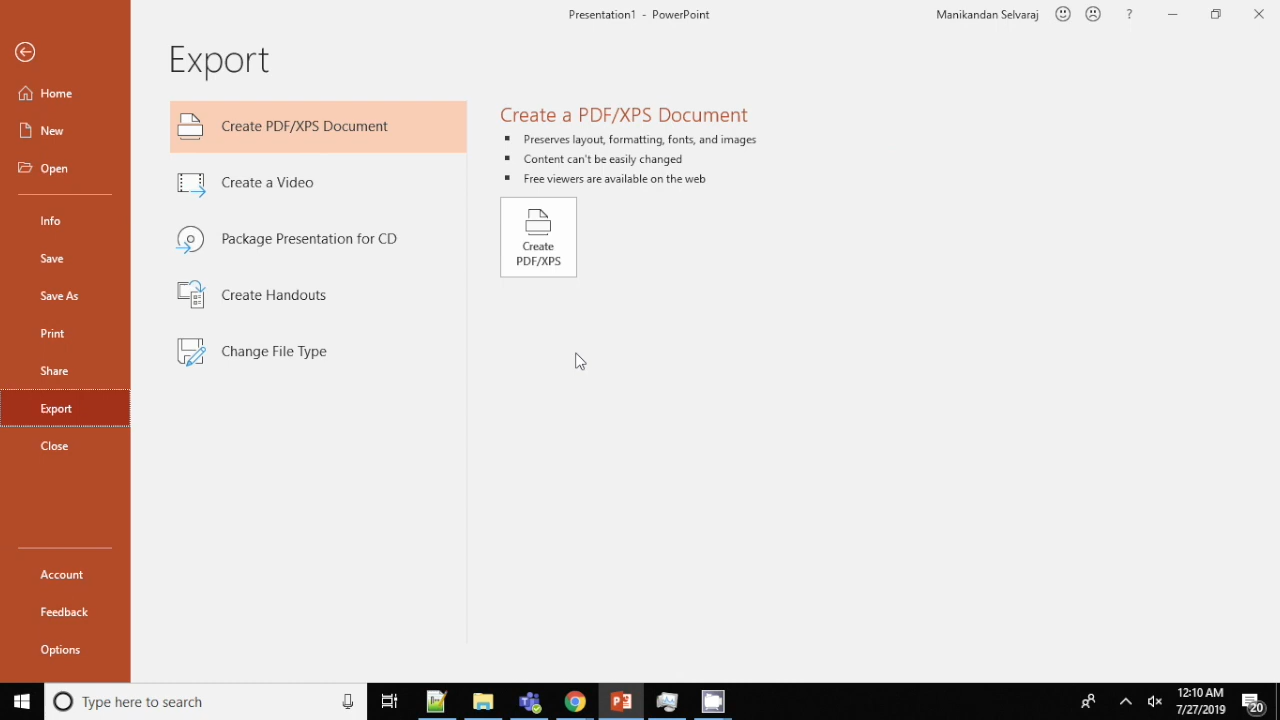 Presentation1 - PowerPoint
Manikandan Selvaraj
?
Export
Home
New
Open
Info
Save
Save As
Print
Share
Export
Close
Account
Feedback
Options
Create PDF/XPS Document
Create a Video
Package Presentation for CD
Create Handouts
Change File Type
Create a PDF/XPS Document
Preserves layout, formatting, fonts, and images
Content can't be easily changed
Free viewers are available on the web
Create
PDF/XPS
Type here to search
12:10 AM
7/27/2019
20